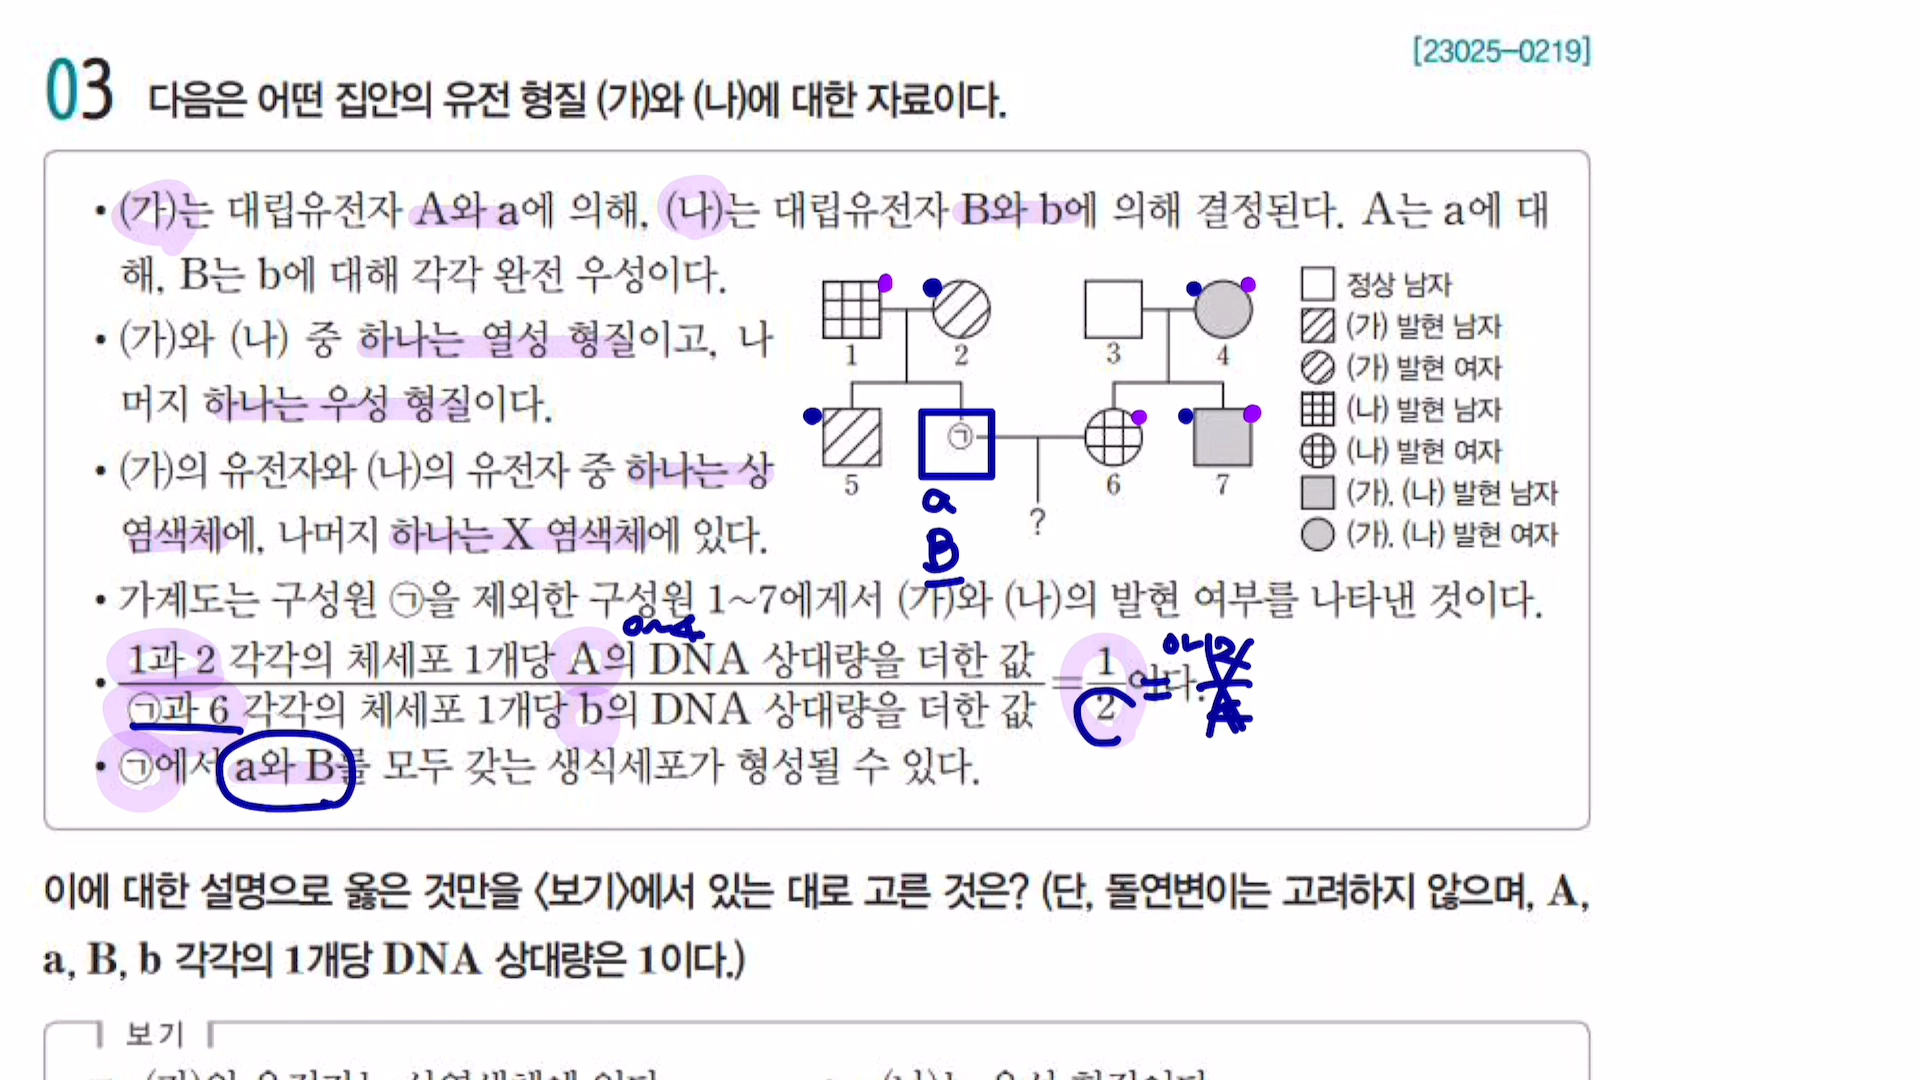 [23025-0219]
03 다음은 어떤 집안의 유전 형질 (가)와 (나)에 대한 자료이다.
• (가)는 대립유전자 A와 a에 의해, (나)는 대립유전자 B와 b에 의해 결정된다. A는 a에 대
해, B는 b에 대해 각각 완전 우성이다.
• (가)와 (나) 중 하나는 열성 형질이고, 나
머지 하나는 우성 형질이다.
• (가)의 유전자와 (나)의 유전자 중 하나는 상
염색체에, 나머지 하나는 X 염색체에 있다.
1 2 3 4
5 ㉠ 6 7
a
B
?
정상 남자
(가) 발현 남자
(가) 발현 여자
(나) 발현 남자
(나) 발현 여자
(가), (나) 발현 남자
(가), (나) 발현 여자
• 가계도는 구성원 ㉠을 제외한 구성원 1~7에게서 (가)와 (나)의 발현 여부를 나타낸 것이다.
• 1과 2 각각의 체세포 1개당 A의 DNA 상대량을 더한 값 / ㉠과 6 각각의 체세포 1개당 b의 DNA 상대량을 더한 값 = 1/2 이다.
• ㉠에서 a와 B를 모두 갖는 생식세포가 형성될 수 있다.
이에 대한 설명으로 옳은 것만을 〈보기〉에서 있는 대로 고른 것은? (단, 돌연변이는 고려하지 않으며, A,
a, B, b 각각의 1개당 DNA 상대량은 1이다.)
보기